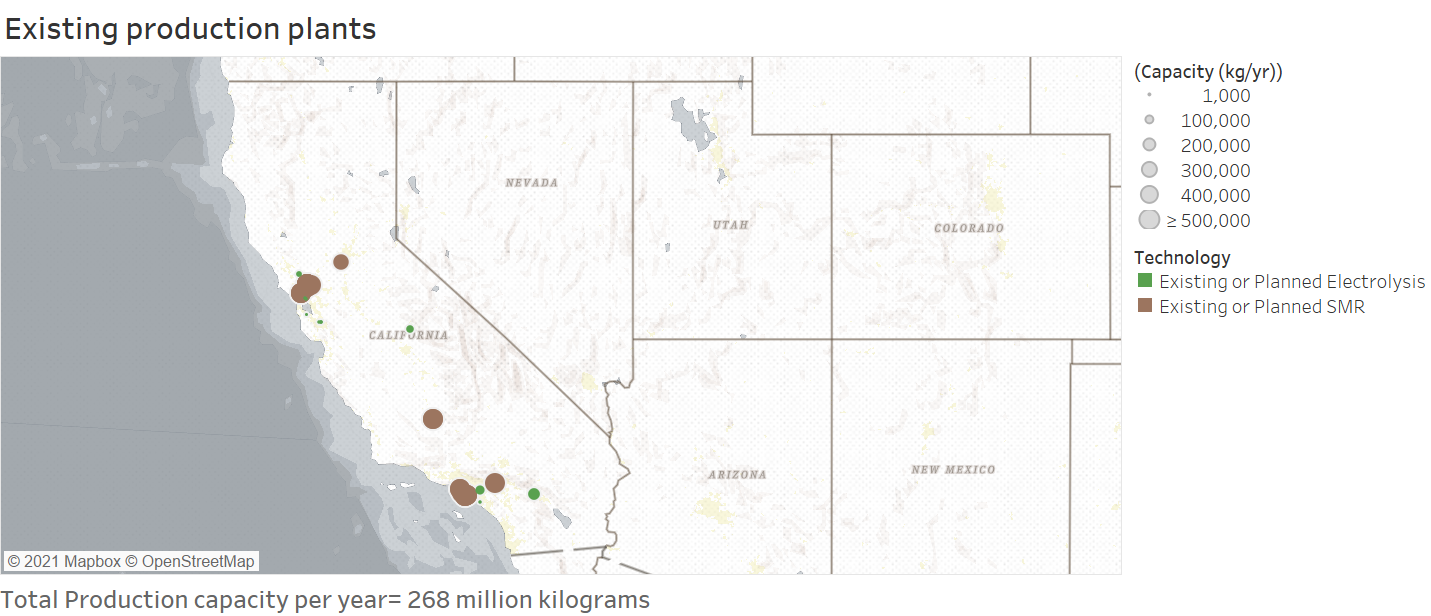 Existing production plants
(Capacity (kg/yr))
1,000
100,000
200,000
300,000
400,000
≥ 500,000
Technology
Existing or Planned Electrolysis
Existing or Planned SMR
NEVADA
UTAH
COLORADO
CALIFORNIA
ARIZONA
NEW MEXICO
© 2021 Mapbox © OpenStreetMap
Total Production capacity per year= 268 million kilograms